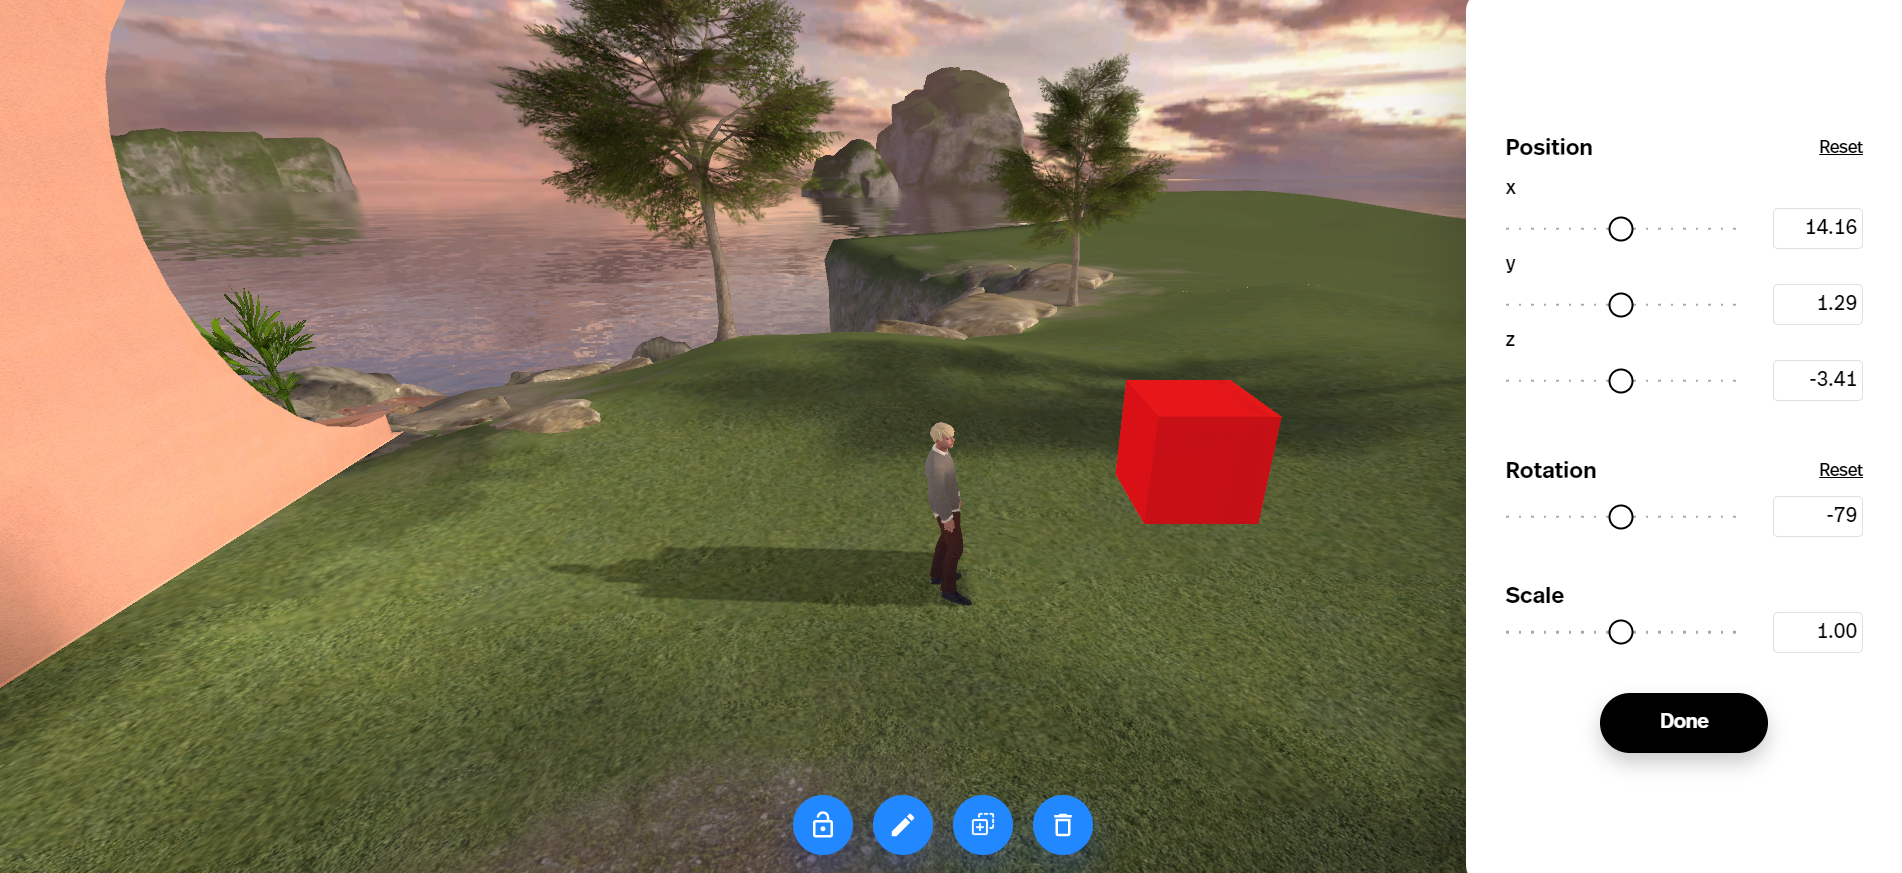 Position Reset
x
14.16
y
1.29
z
-3.41
Rotation Reset
-79
Scale
1.00
Done